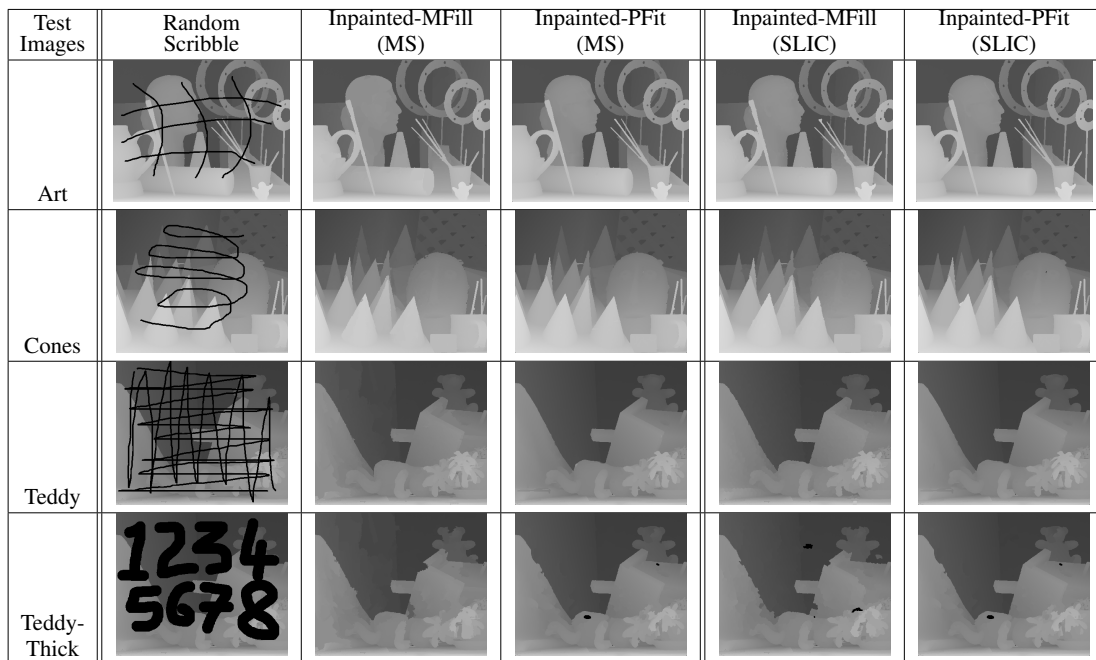 Test Images
Random Scribble
Inpainted-MFill (MS)
Inpainted-PFit (MS)
Inpainted-MFill (SLIC)
Inpainted-PFit (SLIC)
Art
Cones
Teddy
Teddy-Thick
1234
5678